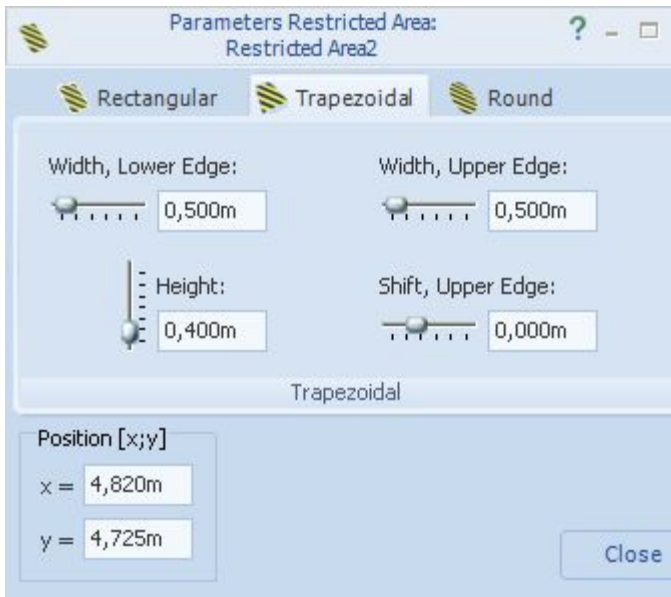 Parameters Restricted Area:
Restricted Area2
?
Rectangular Trapezoidal Round
Width, Lower Edge: Width, Upper Edge:
0,500m 0,500m
Height: Shift, Upper Edge:
0,400m 0,000m
Trapezoidal
Position [x;y]
x = 4,820m
y = 4,725m
Close